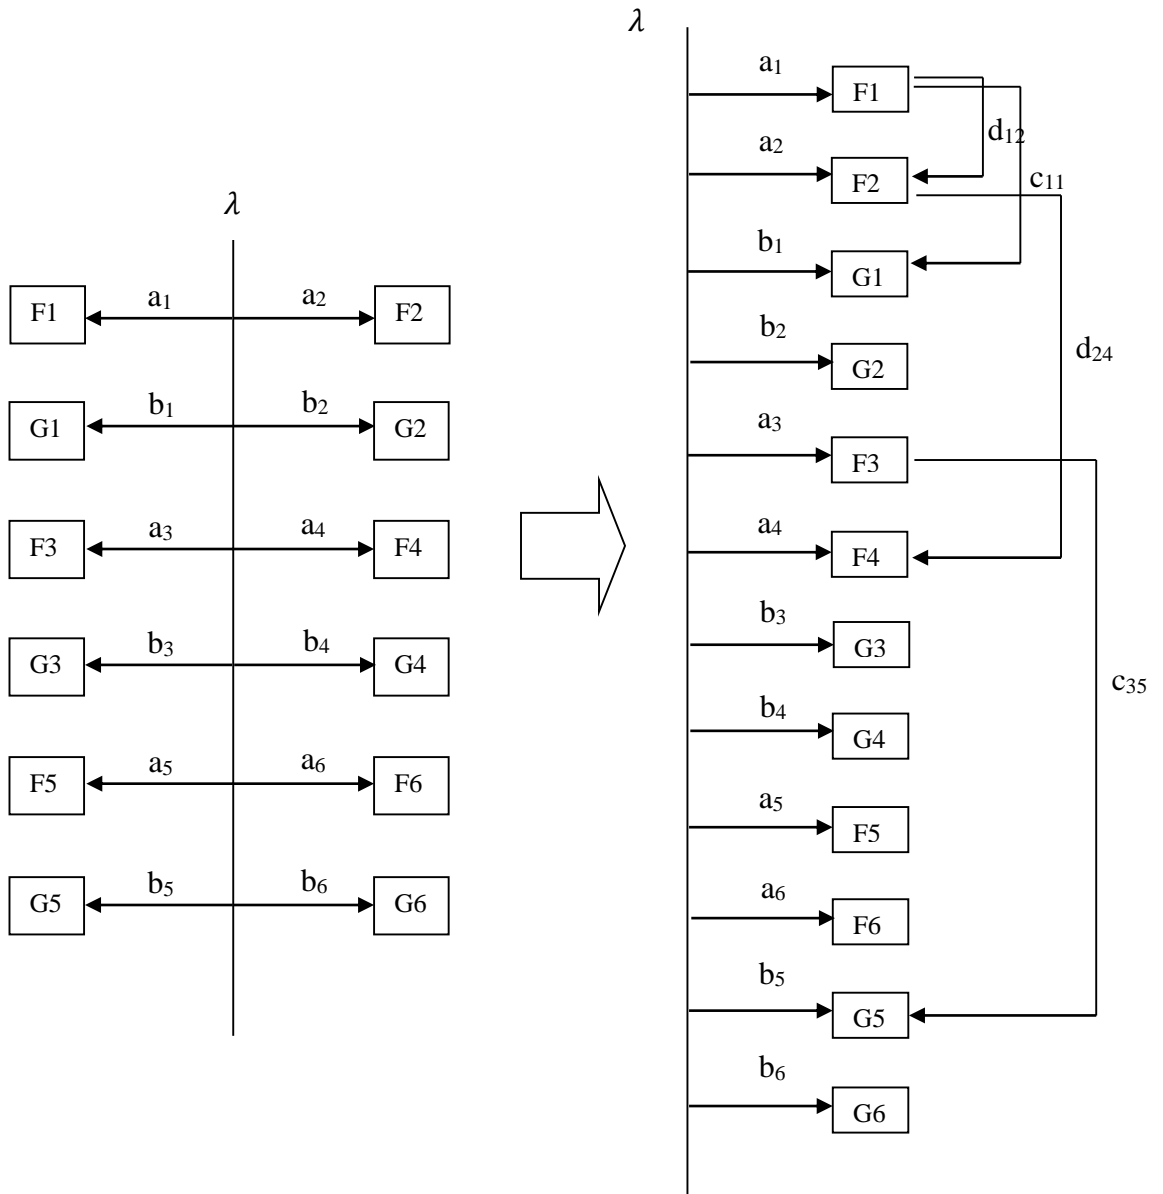 λ
a₁ a₂
F1 F2
b₁ b₂
G1 G2
a₃ a₄
F3 F4
b₃ b₄
G3 G4
a₅ a₆
F5 F6
b₅ b₆
G5 G6
λ
a₁
F1
d₁₂
a₂
F2
c₁₁
b₁
G1
b₂
G2
d₂₄
a₃
F3
a₄
F4
b₃
G3
c₃₅
b₄
G4
a₅
F5
a₆
F6
b₅
G5
b₆
G6